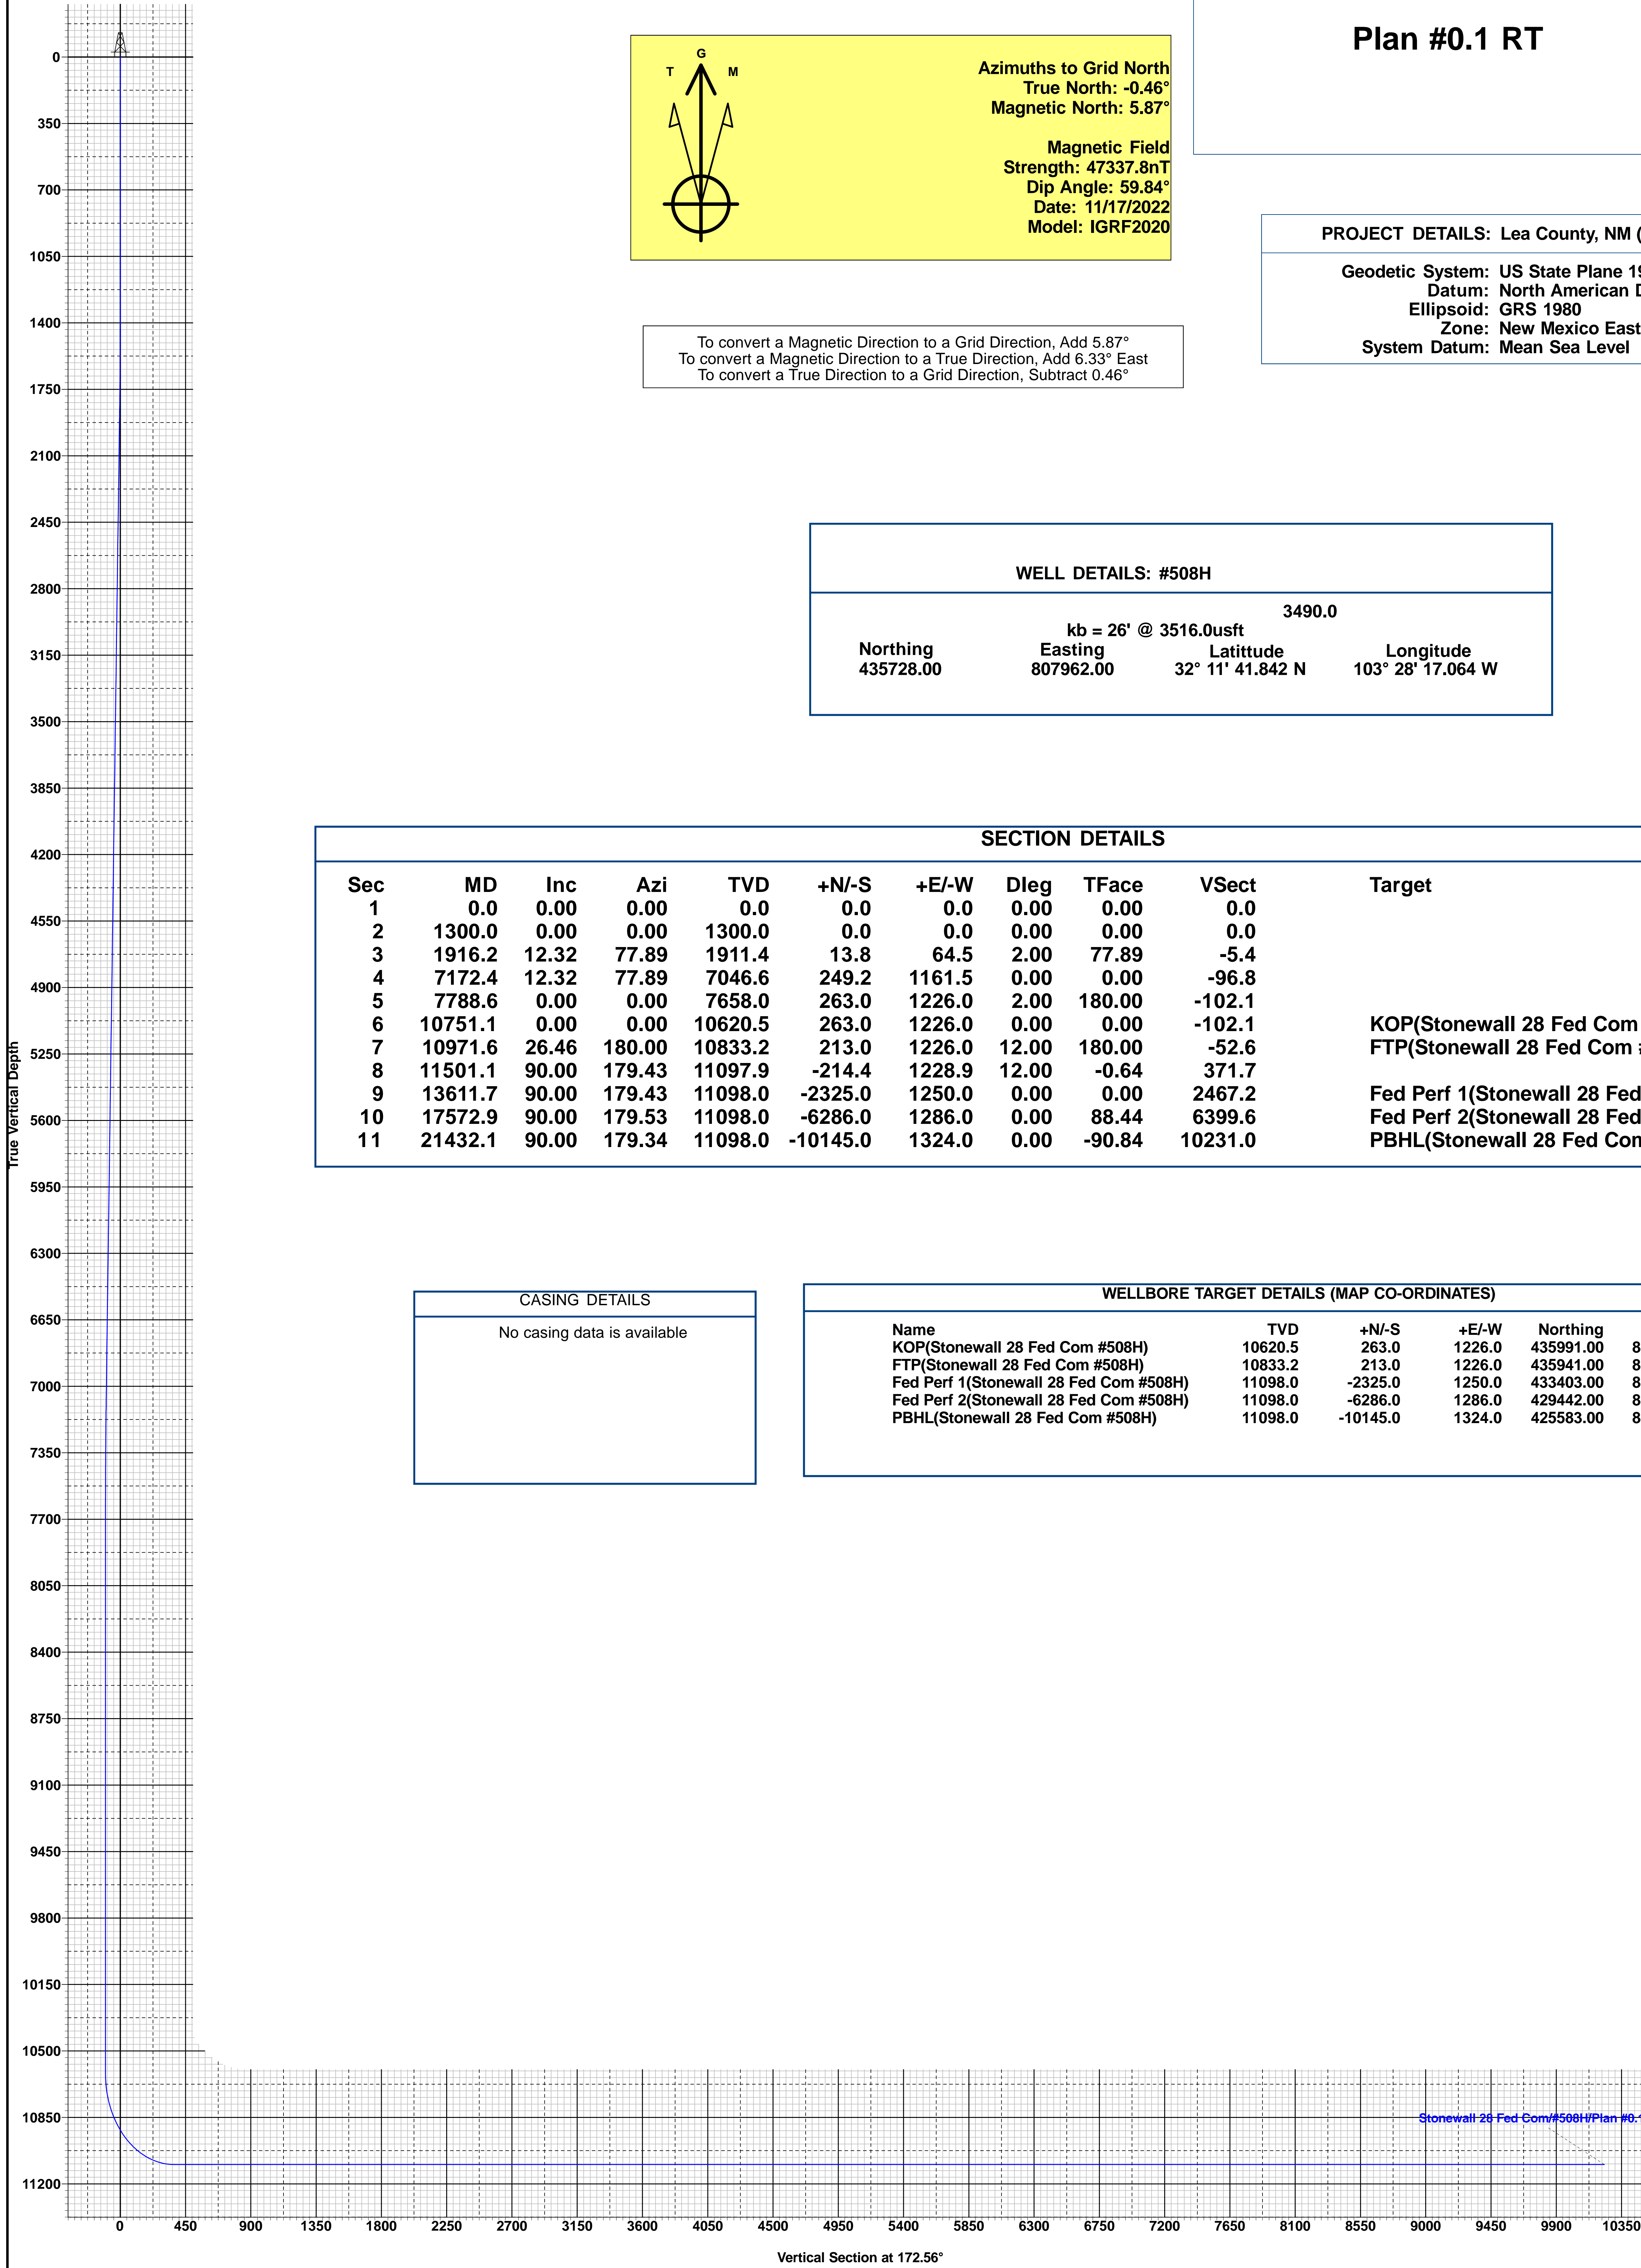 Plan #0.1 RT
G
T M
Azimuths to Grid North
True North: -0.46°
Magnetic North: 5.87°
Magnetic Field
Strength: 47337.8nT
Dip Angle: 59.84°
Date: 11/17/2022
Model: IGRF2020
To convert a Magnetic Direction to a Grid Direction, Add 5.87°
To convert a Magnetic Direction to a True Direction, Add 6.33° East
To convert a True Direction to a Grid Direction, Subtract 0.46°
PROJECT DETAILS: Lea County, NM (
Geodetic System: US State Plane 19
Datum: North American D
Ellipsoid: GRS 1980
Zone: New Mexico East
System Datum: Mean Sea Level
WELL DETAILS: #508H
3490.0
kb = 26' @ 3516.0usft
Northing Easting Latittude Longitude
435728.00 807962.00 32° 11' 41.842 N 103° 28' 17.064 W
SECTION DETAILS
Sec MD Inc Azi TVD +N/-S +E/-W Dleg TFace VSect Target
1 0.0 0.00 0.00 0.0 0.0 0.0 0.00 0.00 0.0
2 1300.0 0.00 0.00 1300.0 0.0 0.0 0.00 0.00 0.0
3 1916.2 12.32 77.89 1911.4 13.8 64.5 2.00 77.89 -5.4
4 7172.4 12.32 77.89 7046.6 249.2 1161.5 0.00 0.00 -96.8
5 7788.6 0.00 0.00 7658.0 263.0 1226.0 2.00 180.00 -102.1
6 10751.1 0.00 0.00 10620.5 263.0 1226.0 0.00 0.00 -102.1 KOP(Stonewall 28 Fed Com
7 10971.6 26.46 180.00 10833.2 213.0 1226.0 12.00 180.00 -52.6 FTP(Stonewall 28 Fed Com #
8 11501.1 90.00 179.43 11097.9 -214.4 1228.9 12.00 -0.64 371.7
9 13611.7 90.00 179.43 11098.0 -2325.0 1250.0 0.00 0.00 2467.2 Fed Perf 1(Stonewall 28 Fed
10 17572.9 90.00 179.53 11098.0 -6286.0 1286.0 0.00 88.44 6399.6 Fed Perf 2(Stonewall 28 Fed
11 21432.1 90.00 179.34 11098.0 -10145.0 1324.0 0.00 -90.84 10231.0 PBHL(Stonewall 28 Fed Com
CASING DETAILS
No casing data is available
WELLBORE TARGET DETAILS (MAP CO-ORDINATES)
Name TVD +N/-S +E/-W Northing
KOP(Stonewall 28 Fed Com #508H) 10620.5 263.0 1226.0 435991.00 8
FTP(Stonewall 28 Fed Com #508H) 10833.2 213.0 1226.0 435941.00 8
Fed Perf 1(Stonewall 28 Fed Com #508H) 11098.0 -2325.0 1250.0 433403.00 8
Fed Perf 2(Stonewall 28 Fed Com #508H) 11098.0 -6286.0 1286.0 429442.00 8
PBHL(Stonewall 28 Fed Com #508H) 11098.0 -10145.0 1324.0 425583.00 8
True Vertical Depth
0
350
700
1050
1400
1750
2100
2450
2800
3150
3500
3850
4200
4550
4900
5250
5600
5950
6300
6650
7000
7350
7700
8050
8400
8750
9100
9450
9800
10150
10500
10850
11200
Stonewall 28 Fed Com/#508H/Plan #0.1
0 450 900 1350 1800 2250 2700 3150 3600 4050 4500 4950 5400 5850 6300 6750 7200 7650 8100 8550 9000 9450 9900 10350
Vertical Section at 172.56°